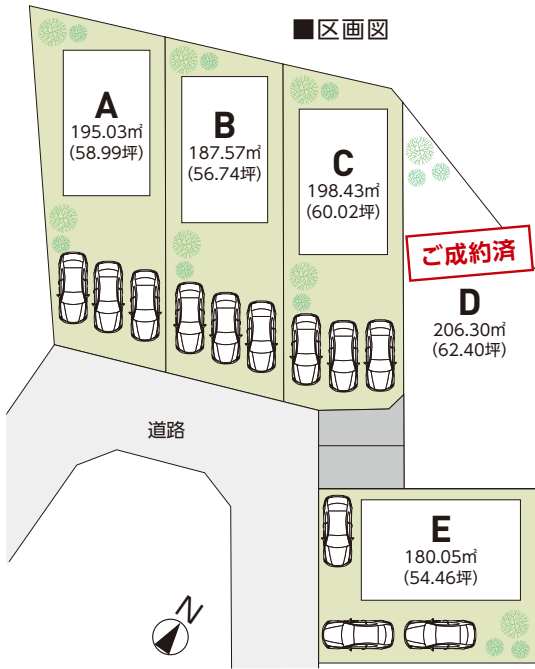 ■区画図
A
195.03㎡
(58.99坪)
B
187.57㎡
(56.74坪)
C
198.43㎡
(60.02坪)
ご成約済
D
206.30㎡
(62.40坪)
道路
E
180.05㎡
(54.46坪)
N